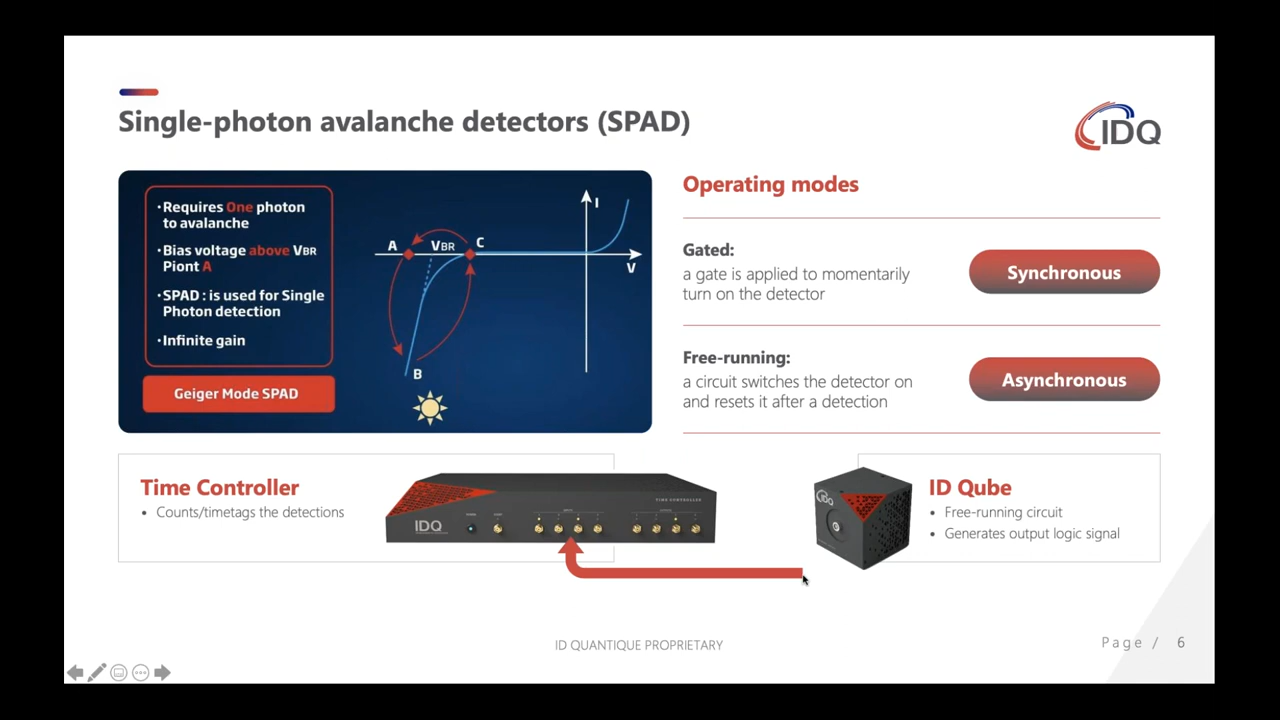 Single-photon avalanche detectors (SPAD)
IDQ
·Requires One photon
to avalanche
·Bias voltage above VBR
Piont A
·SPAD : is used for Single
Photon detection
·Infinite gain
Geiger Mode SPAD
A
VBR
C
I
V
B
Operating modes
Gated:
a gate is applied to momentarily
turn on the detector
Synchronous
Free-running:
a circuit switches the detector on
and resets it after a detection
Asynchronous
Time Controller
• Counts/timetags the detections
IDQ
TIME CONTROLLER
IDQ
ID Qube
• Free-running circuit
• Generates output logic signal
ID QUANTIQUE PROPRIETARY
Page / 6